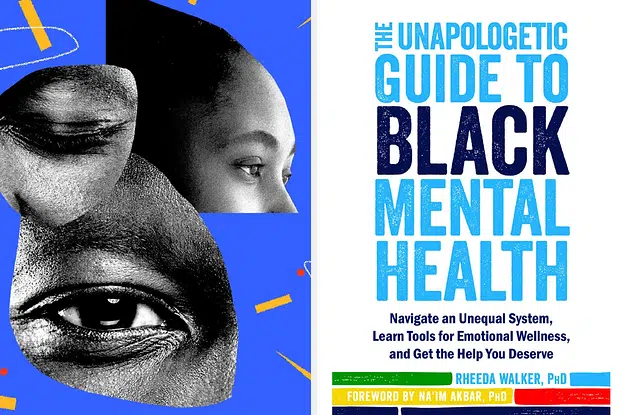 THE UNAPOLOGETIC
GUIDE TO
BLACK
MENTAL
HEALTH
Navigate an Unequal System,
Learn Tools for Emotional Wellness,
and Get the Help You Deserve
RHEEDA WALKER, PhD
FOREWORD BY NA'IM AKBAR, PhD